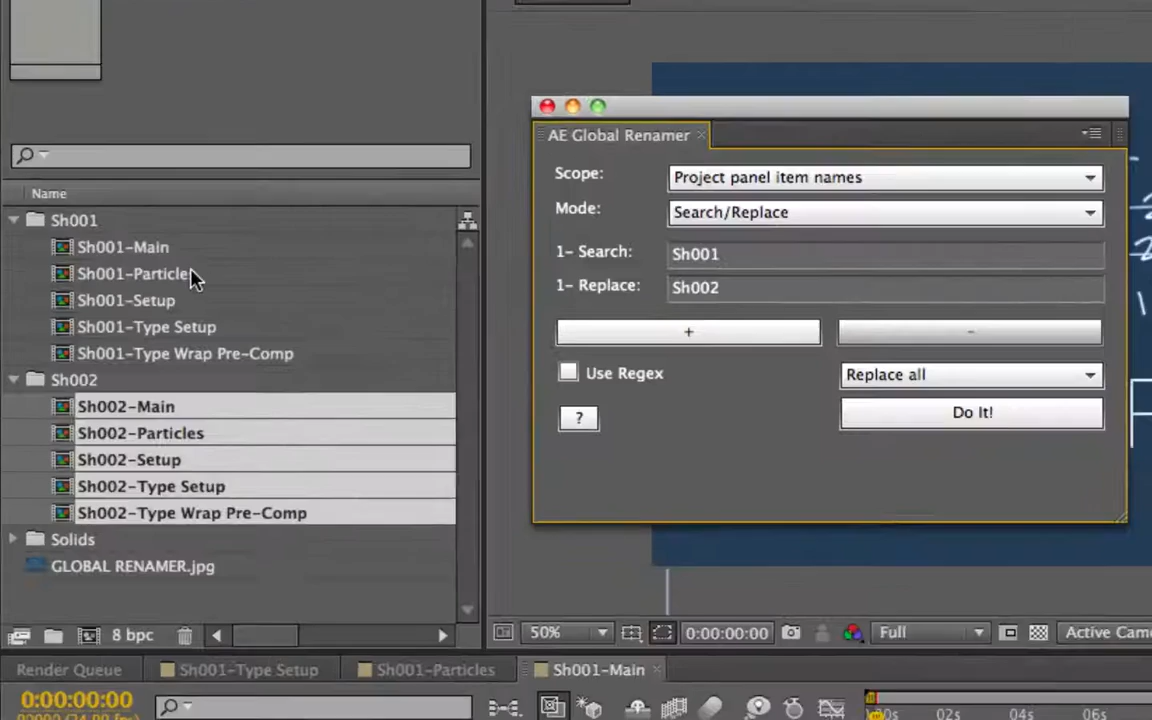 Name
Sh001
Sh001-Main
Sh001-Particle
Sh001-Setup
Sh001-Type Setup
Sh001-Type Wrap Pre-Comp
Sh002
Sh002-Main
Sh002-Particles
Sh002-Setup
Sh002-Type Setup
Sh002-Type Wrap Pre-Comp
Solids
GLOBAL RENAMER.jpg
8 bpc
AE Global Renamer
Scope: Project panel item names
Mode: Search/Replace
1- Search: Sh001
1- Replace: Sh002
+ -
Use Regex Replace all
? Do It!
50% 0:00:00:00 Full Active Cam
Render Queue Sh001-Type Setup Sh001-Particles Sh001-Main
0:00:00:00
02s 04s 06s